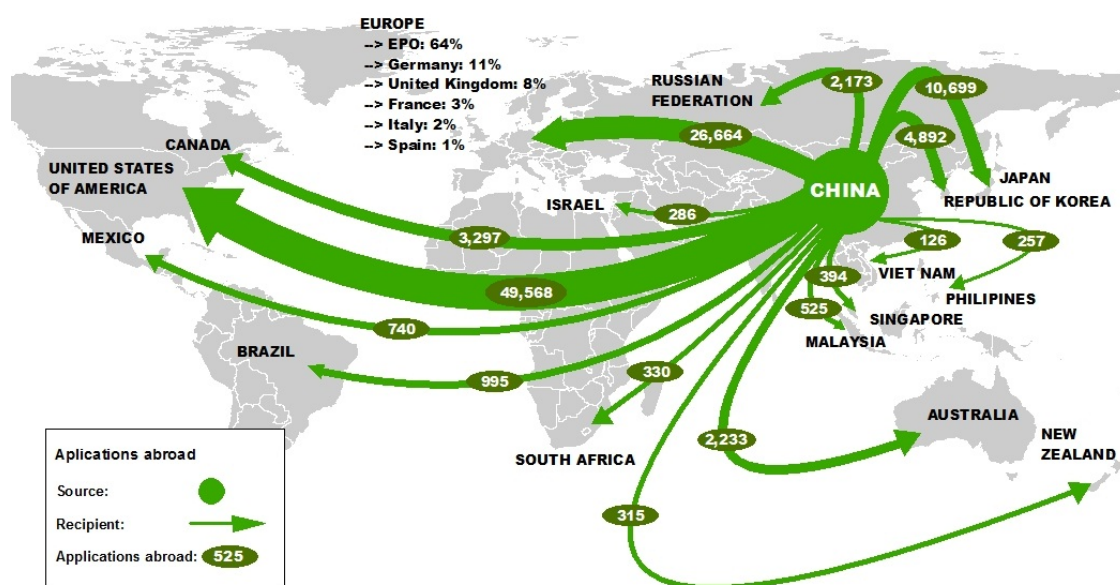 EUROPE
--> EPO: 64%
--> Germany: 11%
--> United Kingdom: 8%
--> France: 3%
--> Italy: 2%
--> Spain: 1%
RUSSIAN
FEDERATION
2,173
10,699
26,664
4,892
CANADA
UNITED STATES
OF AMERICA
CHINA
JAPAN
REPUBLIC OF KOREA
ISRAEL
286
MEXICO
3,297
126
257
VIET NAM
394
49,568
PHILIPINES
525
SINGAPORE
MALAYSIA
740
BRAZIL
995
330
AUSTRALIA
2,233
NEW
ZEALAND
SOUTH AFRICA
315
Aplications abroad
Source:
Recipient:
Applications abroad: 525